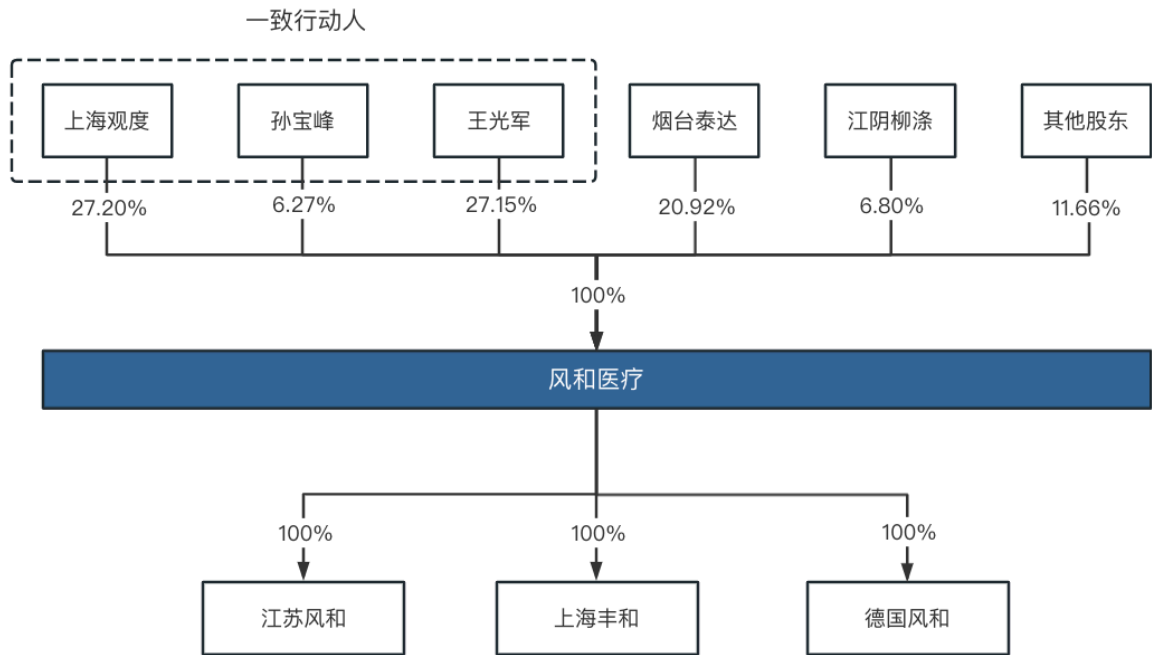 一致行动人
上海观度 孙宝峰 王光军 烟台泰达 江阴柳涤 其他股东
27.20% 6.27% 27.15% 20.92% 6.80% 11.66%
100%
风和医疗
100% 100% 100%
江苏风和 上海丰和 德国风和